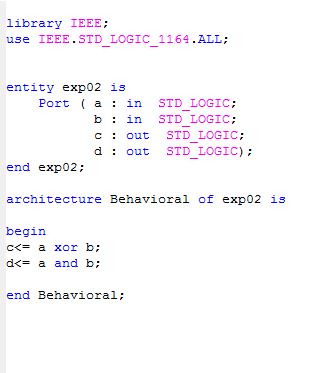 library IEEE;
use IEEE.STD_LOGIC_1164.ALL;
entity exp02 is
Port ( a : in STD_LOGIC;
b : in STD_LOGIC;
c : out STD_LOGIC;
d : out STD_LOGIC);
end exp02;
architecture Behavioral of exp02 is
begin
c<= a xor b;
d<= a and b;
end Behavioral;